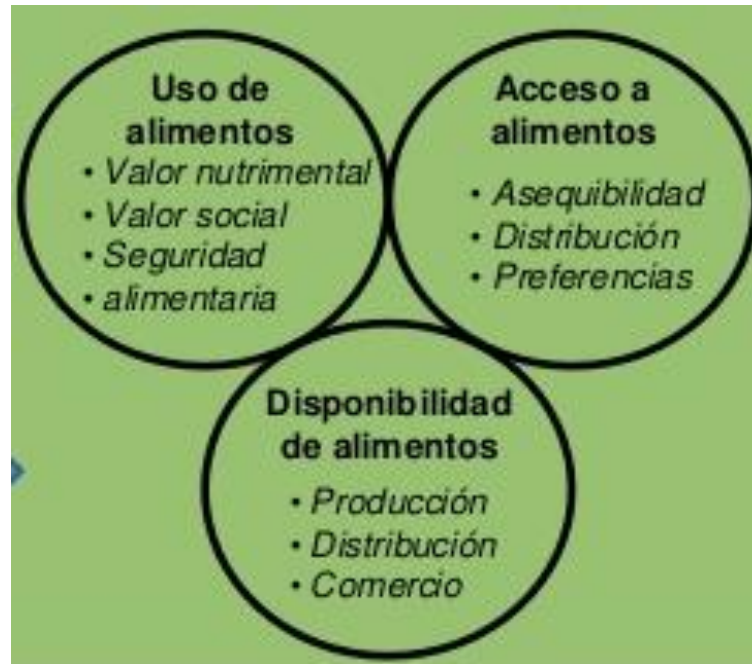 Uso de
alimentos
• Valor nutrimental
• Valor social
• Seguridad
• alimentaria
Acceso a
alimentos
• Asequibilidad
• Distribución
• Preferencias
Disponibilidad
de alimentos
• Producción
• Distribución
• Comercio